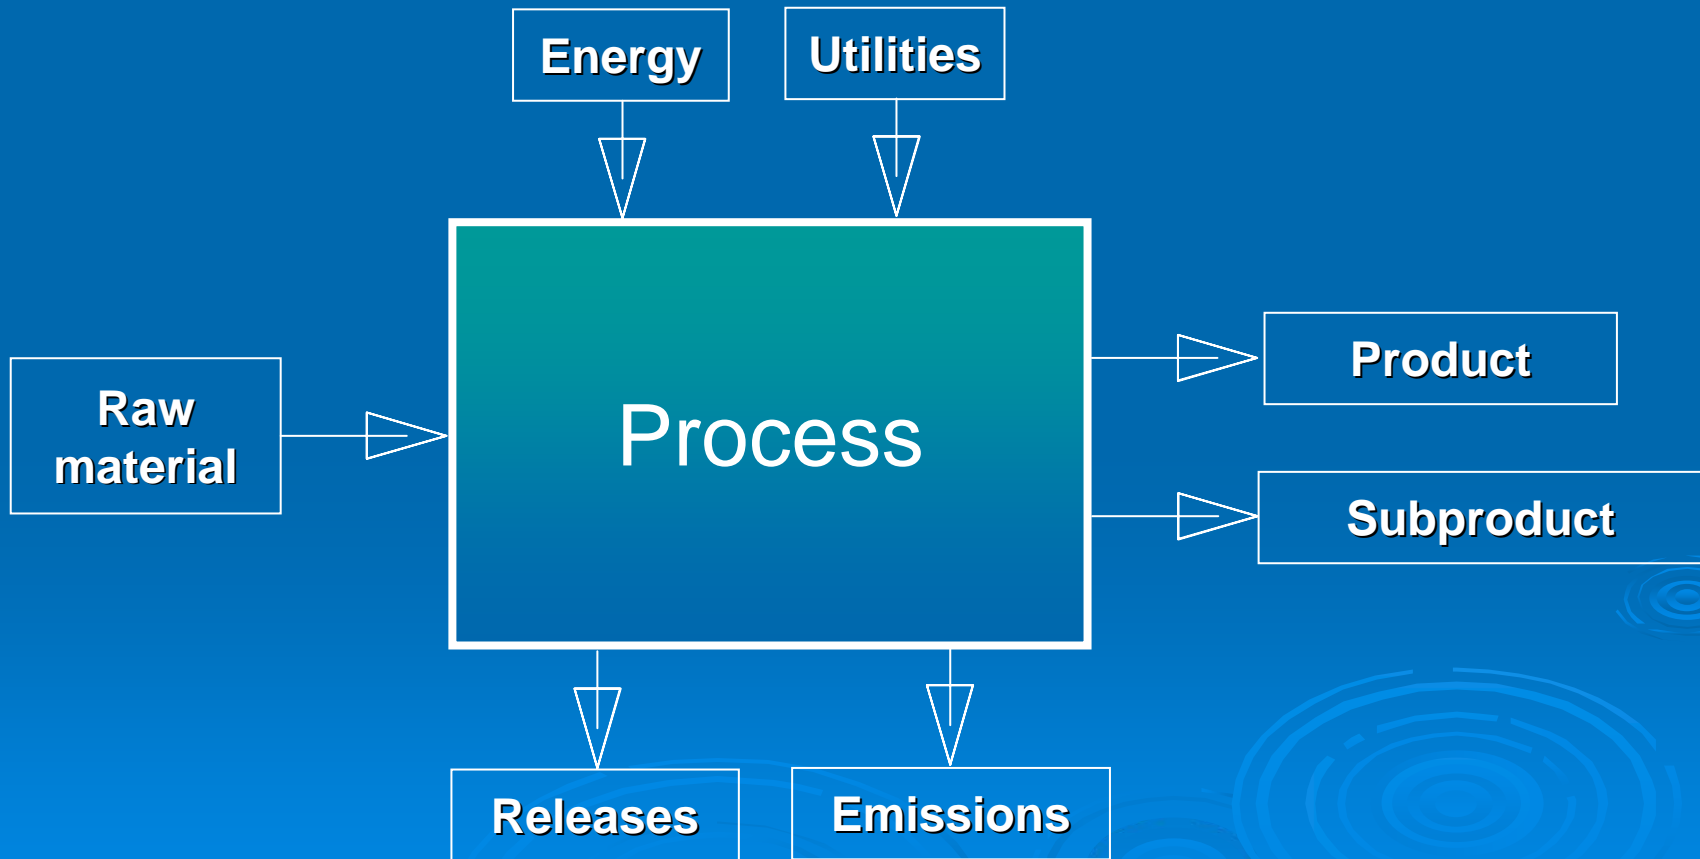 Energy
Utilities
Raw
material
Process
Product
Subproduct
Releases
Emissions